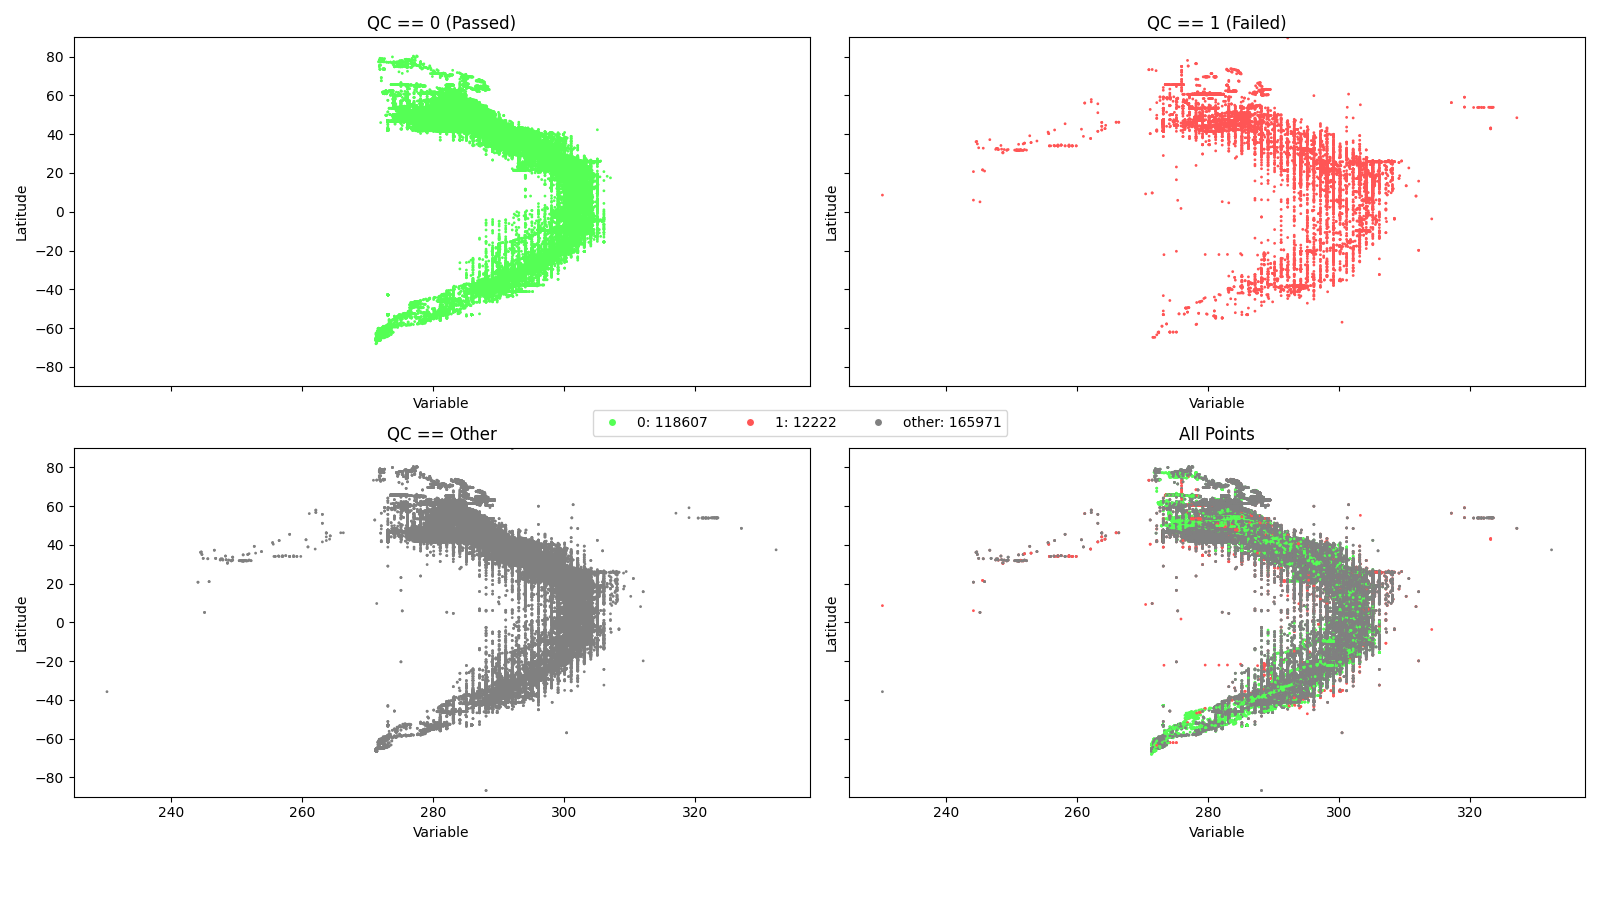 QC == 0 (Passed)
QC == 1 (Failed)
80
60
40
20
0
−20
−40
−60
−80
Latitude
Latitude
Variable
Variable
0: 118607
1: 12222
other: 165971
QC == Other
All Points
80
60
40
20
0
−20
−40
−60
−80
Latitude
Latitude
240
260
280
300
320
240
260
280
300
320
Variable
Variable